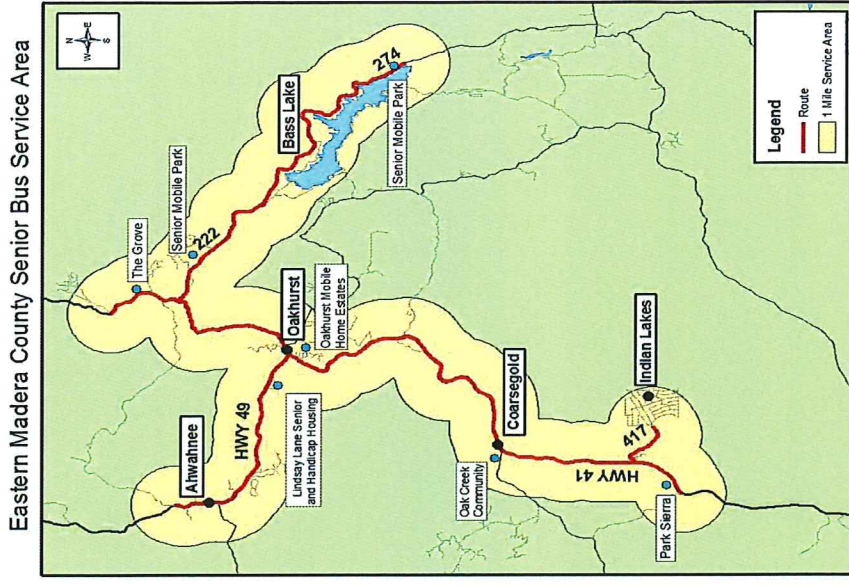 Eastern Madera County Senior Bus Service Area
N
W E
S
The Grove
Senior Mobile Park
222
Bass Lake
274
Senior Mobile Park
Ahwahnee
HWY 49
Oakhurst
Oakhurst Mobile
Home Estates
Lindsay Lane Senior
and Handicap Housing
Coarsegold
Oak Creek
Community
Indian Lakes
417
HWY 41
Park Sierra
Legend
Route
1 Mile Service Area